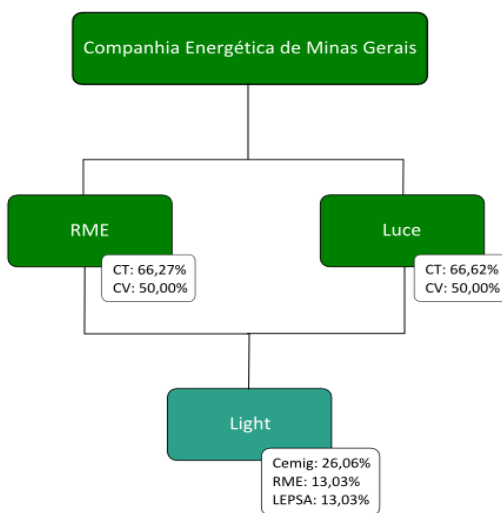 Companhia Energética de Minas Gerais
RME
Luce
CT: 66,27%
CV: 50,00%
CT: 66,62%
CV: 50,00%
Light
Cemig: 26,06%
RME: 13,03%
LEPSA: 13,03%